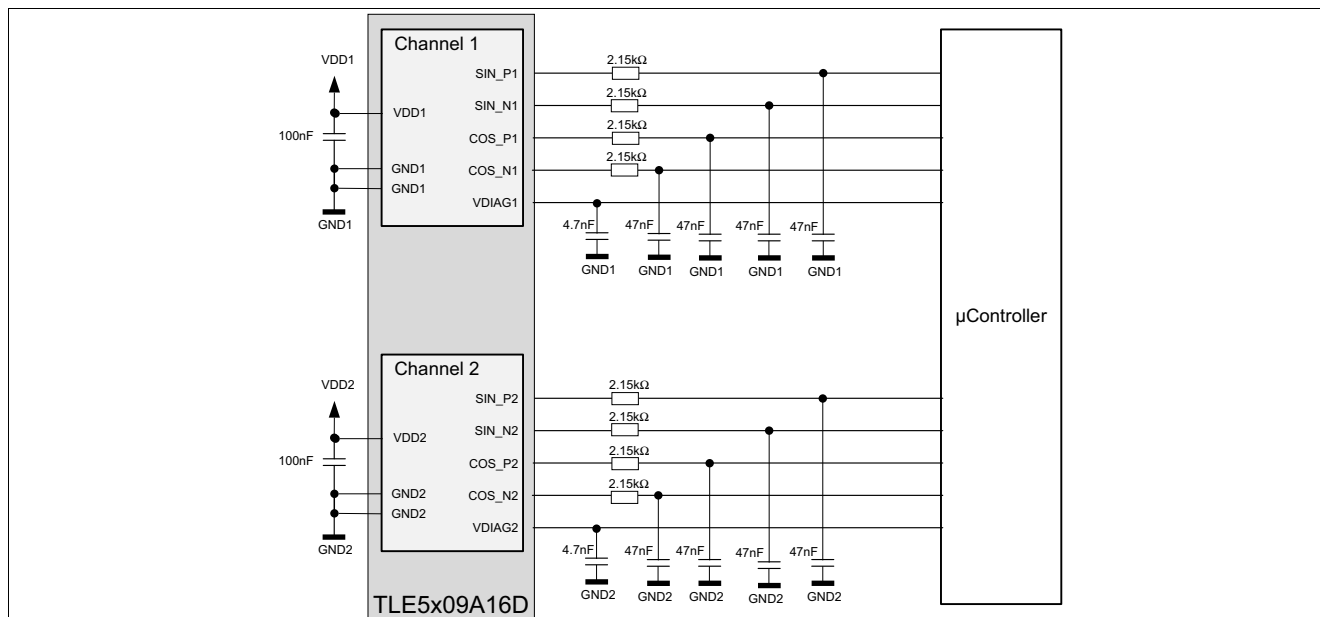 Channel 1
VDD1
VDD1
100nF
GND1
GND1
GND1
SIN_P1
SIN_N1
COS_P1
COS_N1
VDIAG1
2.15kΩ
2.15kΩ
2.15kΩ
2.15kΩ
4.7nF
47nF
47nF
47nF
47nF
GND1
GND1
GND1
GND1
GND1
µController
Channel 2
VDD2
VDD2
100nF
GND2
GND2
GND2
SIN_P2
SIN_N2
COS_P2
COS_N2
VDIAG2
2.15kΩ
2.15kΩ
2.15kΩ
2.15kΩ
4.7nF
47nF
47nF
47nF
47nF
GND2
GND2
GND2
GND2
GND2
TLE5x09A16D